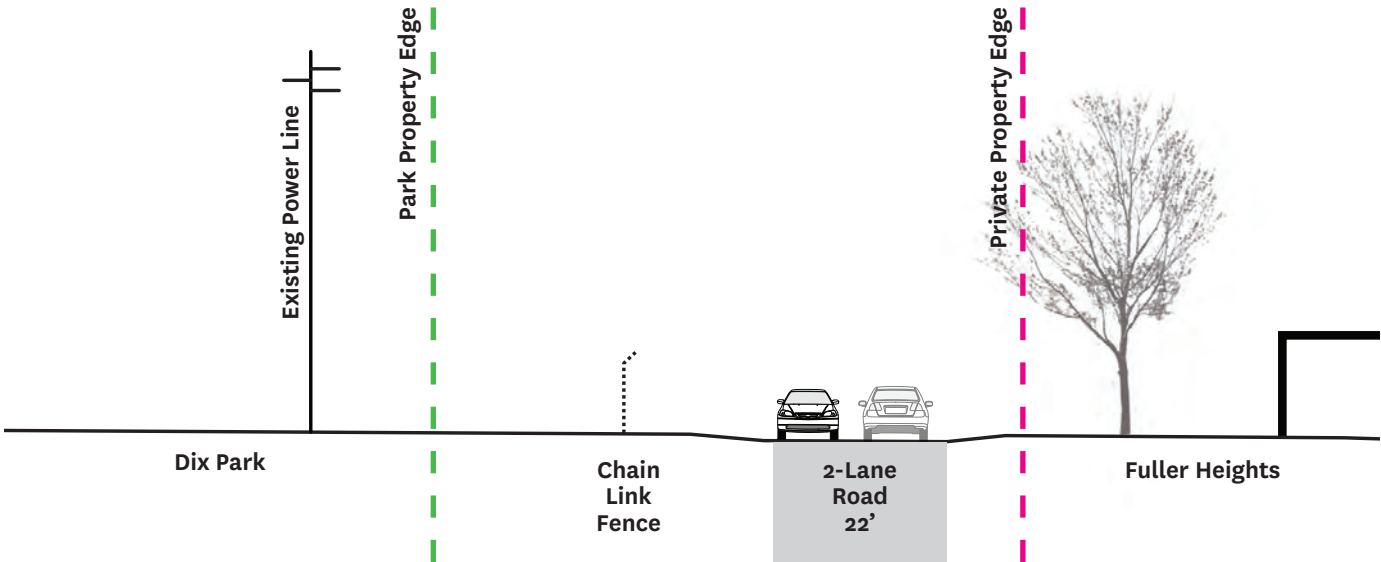 Existing Power Line
Park Property Edge
Private Property Edge
Dix Park
Chain
Link
Fence
2-Lane
Road
22’
Fuller Heights